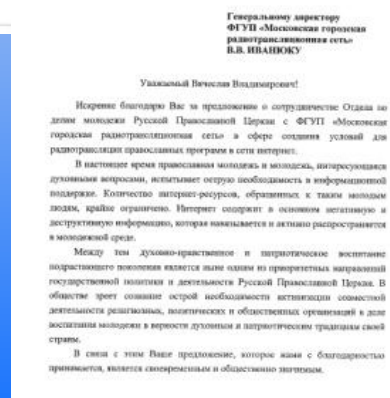 Генеральному директору
ФГУП «Московская городская
радиотрансляционная сеть»
В.В. ИВАНЮКУ
Уважаемый Вячеслав Владимирович!
Искренне благодарю Вас за предложение о сотрудничестве Отдела по
делам молодежи Русской Православной Церкви с ФГУП «Московская
городская радиотрансляционная сеть» в сфере создания условий для
радиотрансляции православных программ в сети интернет.
В настоящее время православная молодежь и молодежь, интересующаяся
духовными вопросами, испытывает острую необходимость в информационной
поддержке. Количество интернет-ресурсов, обращенных к таким молодым
людям, крайне ограничено. Интернет содержит в основном негативную и
деструктивную информацию, которая навязывается и активно распространяется
в молодежной среде.
Между тем духовно-нравственное и патриотическое воспитание
подрастающего поколения является ныне одним из приоритетных направлений
государственной политики и деятельности Русской Православной Церкви. В
обществе зреет сознание острой необходимости активизации совместной
деятельности религиозных, политических и общественных организаций в деле
воспитания молодежи в верности духовным и патриотическим традициям своей
страны.
В связи с этим Ваше предложение, которое нами с благодарностью
принимается, является своевременным и общественно значимым.